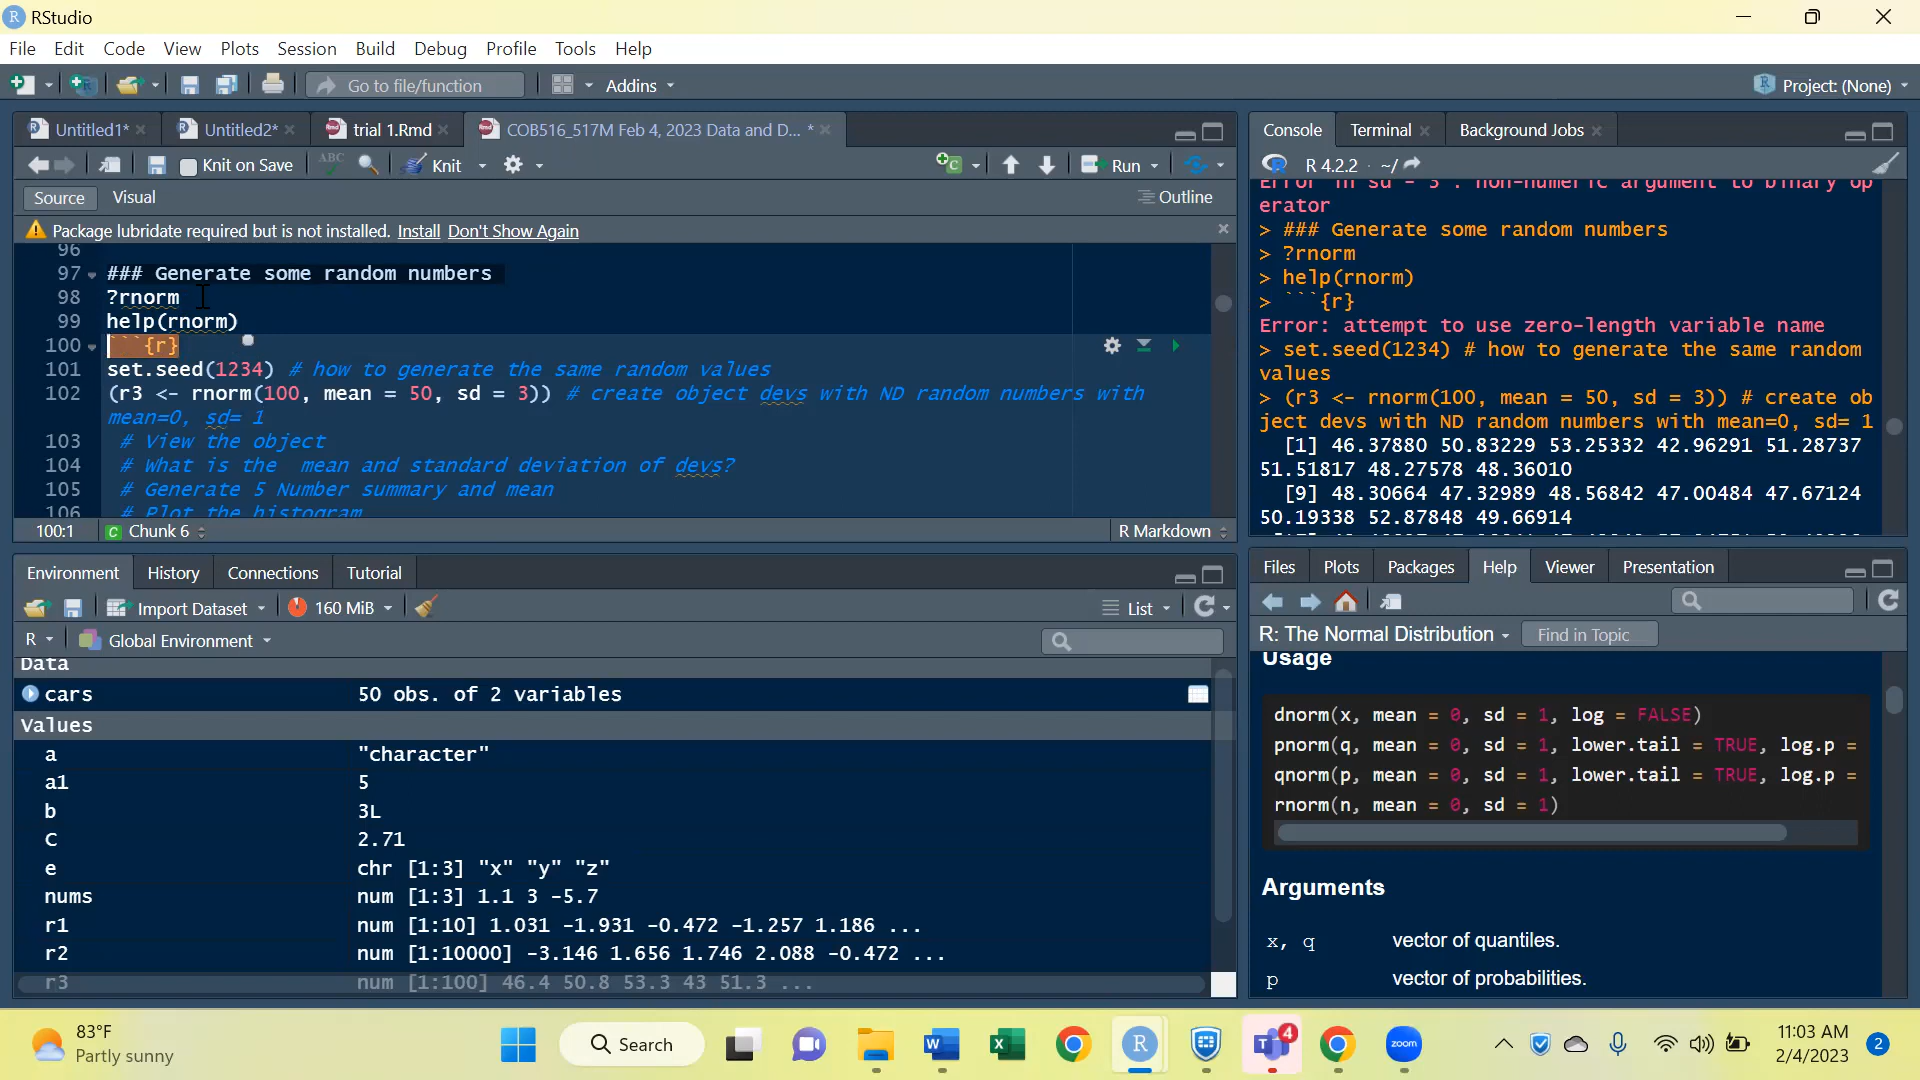 RStudio
File Edit Code View Plots Session Build Debug Profile Tools Help
Go to file/function Addins Project: (None)
Untitled1* Untitled2* trial 1.Rmd COB516_517M Feb 4, 2023 Data and D... *
Knit on Save ABC Knit Run
Source Visual Outline
Package lubridate required but is not installed. Install Don't Show Again
96
97 ### Generate some random numbers
98 ?rnorm
99 help(rnorm)
100 ```{r}
101 set.seed(1234) # how to generate the same random values
102 (r3 <- rnorm(100, mean = 50, sd = 3)) # create object devs with ND random numbers with
mean=0, sd= 1
103 # View the object
104 # What is the  mean and standard deviation of devs?
105 # Generate 5 Number summary and mean
106 # Plot the histogram
100:1 Chunk 6 R Markdown
Console Terminal Background Jobs
R 4.2.2 · ~/
Error in sd - 3 : non-numeric argument to binary op
erator
> ### Generate some random numbers
> ?rnorm
> help(rnorm)
> ```{r}
Error: attempt to use zero-length variable name
> set.seed(1234) # how to generate the same random
values
> (r3 <- rnorm(100, mean = 50, sd = 3)) # create ob
ject devs with ND random numbers with mean=0, sd= 1
[1] 46.37880 50.83229 53.25332 42.96291 51.28737
51.51817 48.27578 48.36010
[9] 48.30664 47.32989 48.56842 47.00484 47.67124
50.19338 52.87848 49.66914
Environment History Connections Tutorial
Import Dataset 160 MiB List
R Global Environment
Data
cars 50 obs. of 2 variables
Values
a "character"
a1 5
b 3L
C 2.71
e chr [1:3] "x" "y" "z"
nums num [1:3] 1.1 3 -5.7
r1 num [1:10] 1.031 -1.931 -0.472 -1.257 1.186 ...
r2 num [1:10000] -3.146 1.656 1.746 2.088 -0.472 ...
r3 num [1:100] 46.4 50.8 53.3 43 51.3 ...
Files Plots Packages Help Viewer Presentation
R: The Normal Distribution Find in Topic
Usage
dnorm(x, mean = 0, sd = 1, log = FALSE)
pnorm(q, mean = 0, sd = 1, lower.tail = TRUE, log.p =
qnorm(p, mean = 0, sd = 1, lower.tail = TRUE, log.p =
rnorm(n, mean = 0, sd = 1)
Arguments
x, q vector of quantiles.
p vector of probabilities.
83°F
Partly sunny
Search
4
zoom
11:03 AM
2/4/2023
2